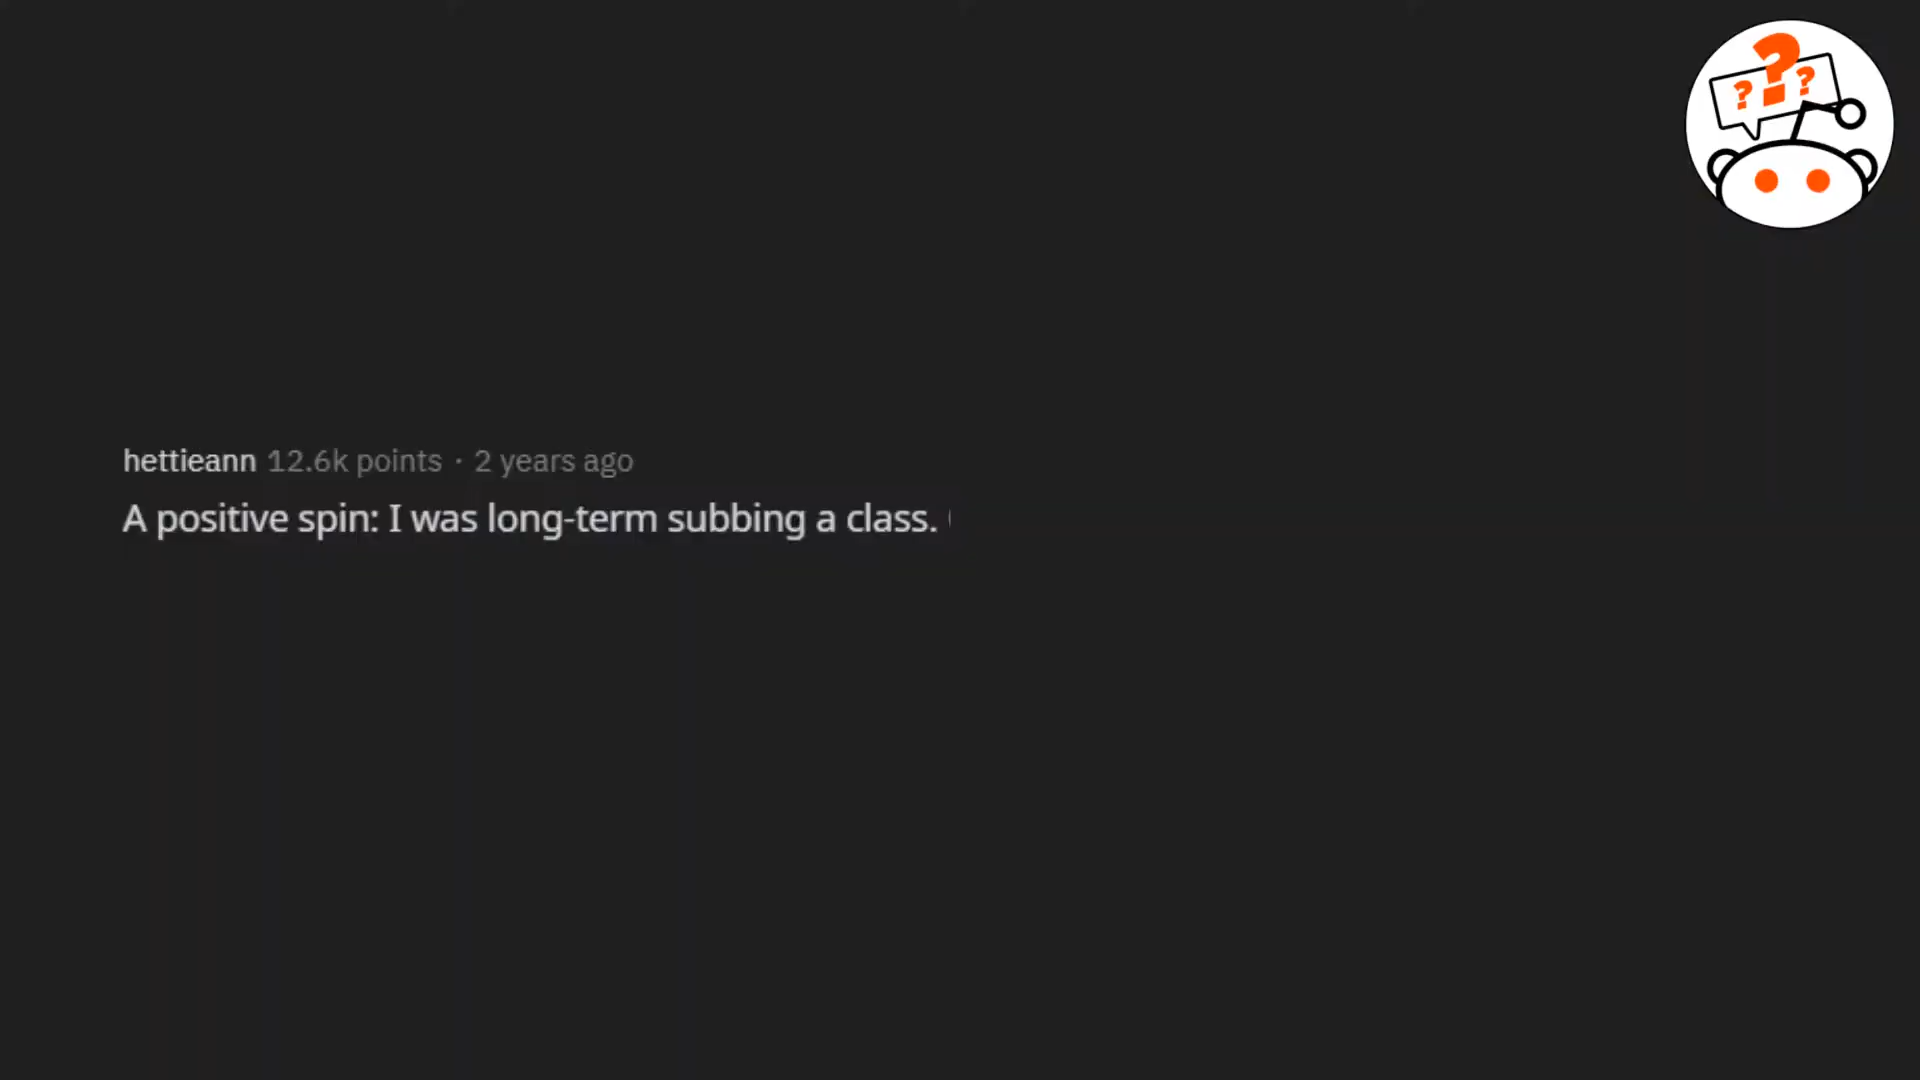 ? ? ?
hettieann 12.6k points · 2 years ago
A positive spin: I was long-term subbing a class.